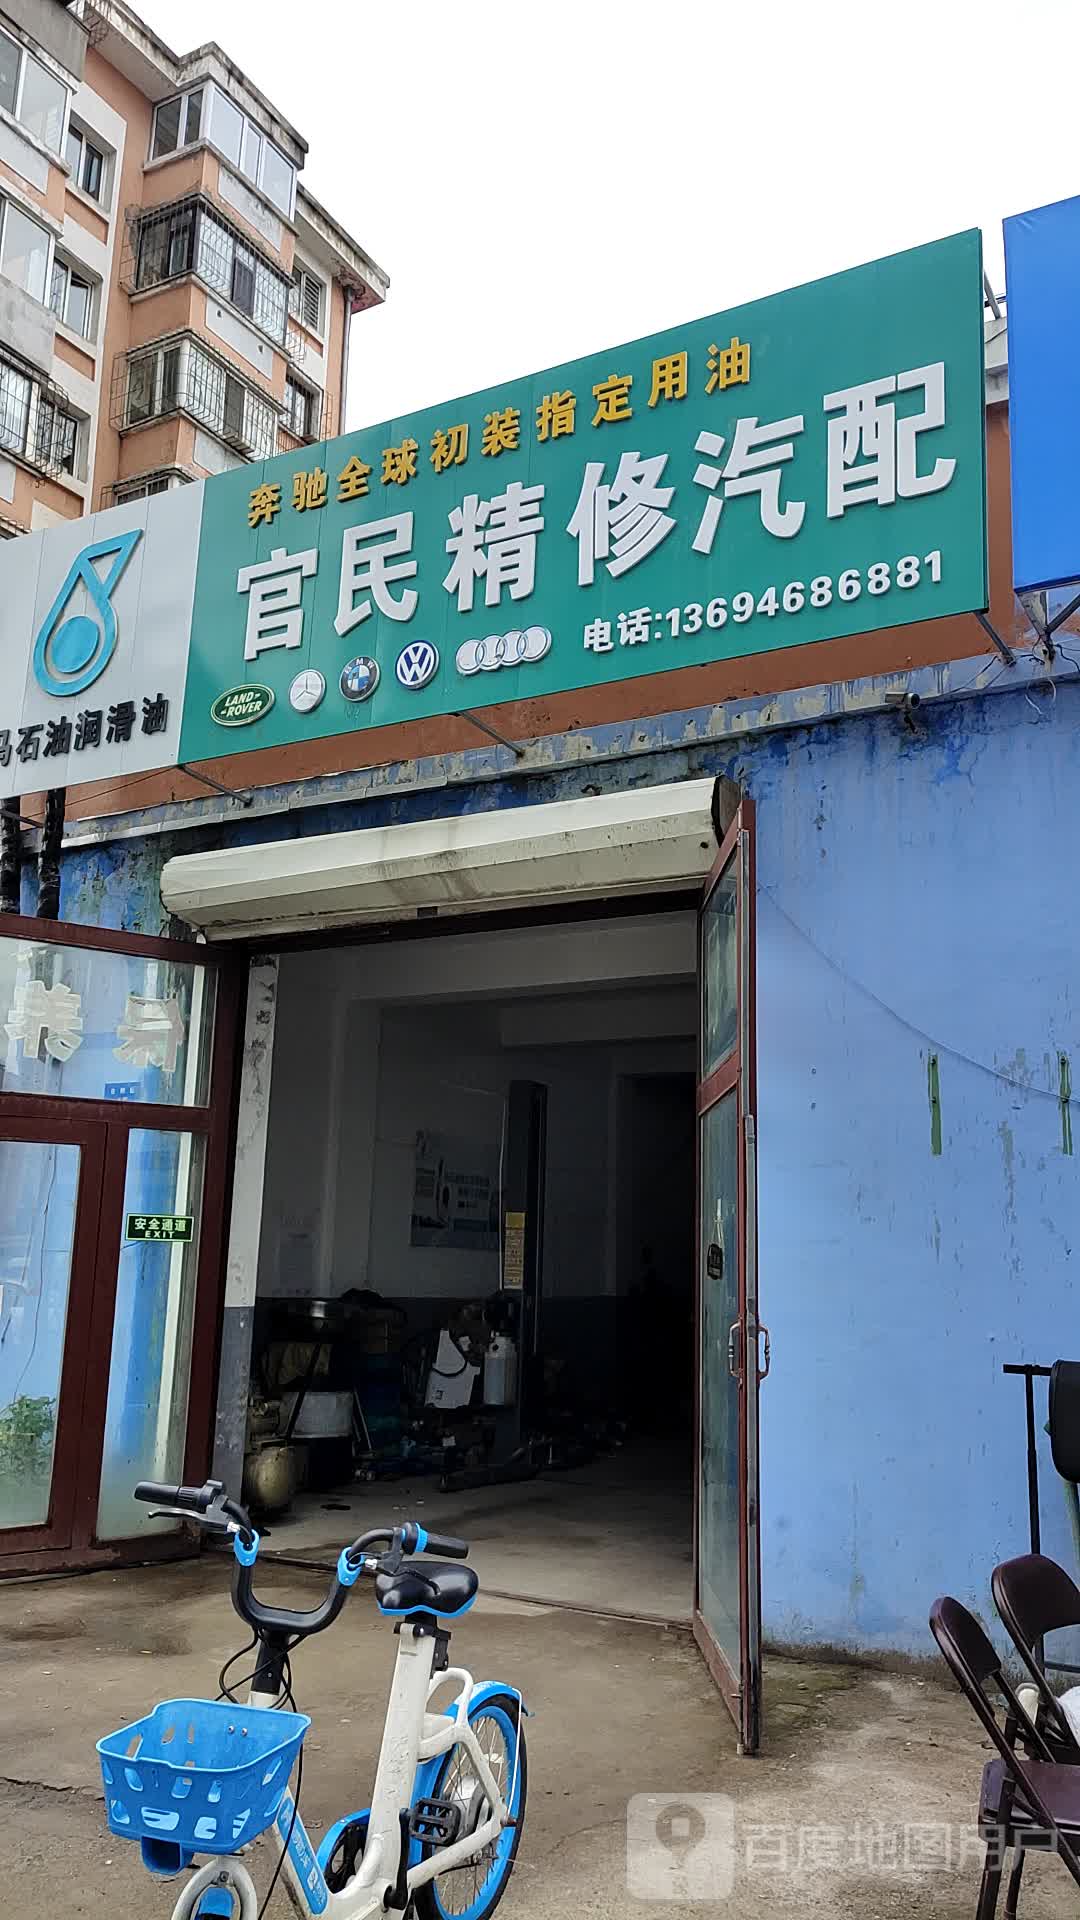 奔驰全球初装指定用油
官民精修汽配
电话:13694686881
LAND ROVER
BMW
石油润滑油
保养
安全通道
EXIT
百度地图用户